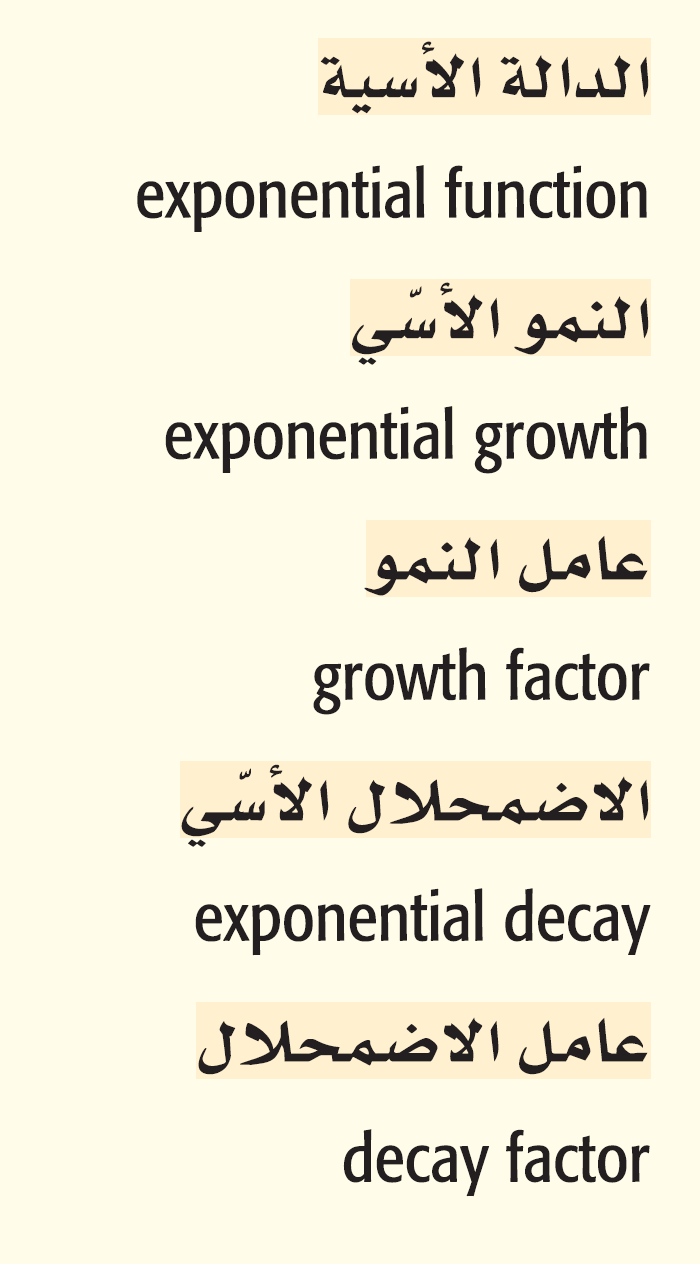 الدالة الأسية
exponential function
النمو الأسّي
exponential growth
عامل النمو
growth factor
الاضمحلال الأسّي
exponential decay
عامل الاضمحلال
decay factor